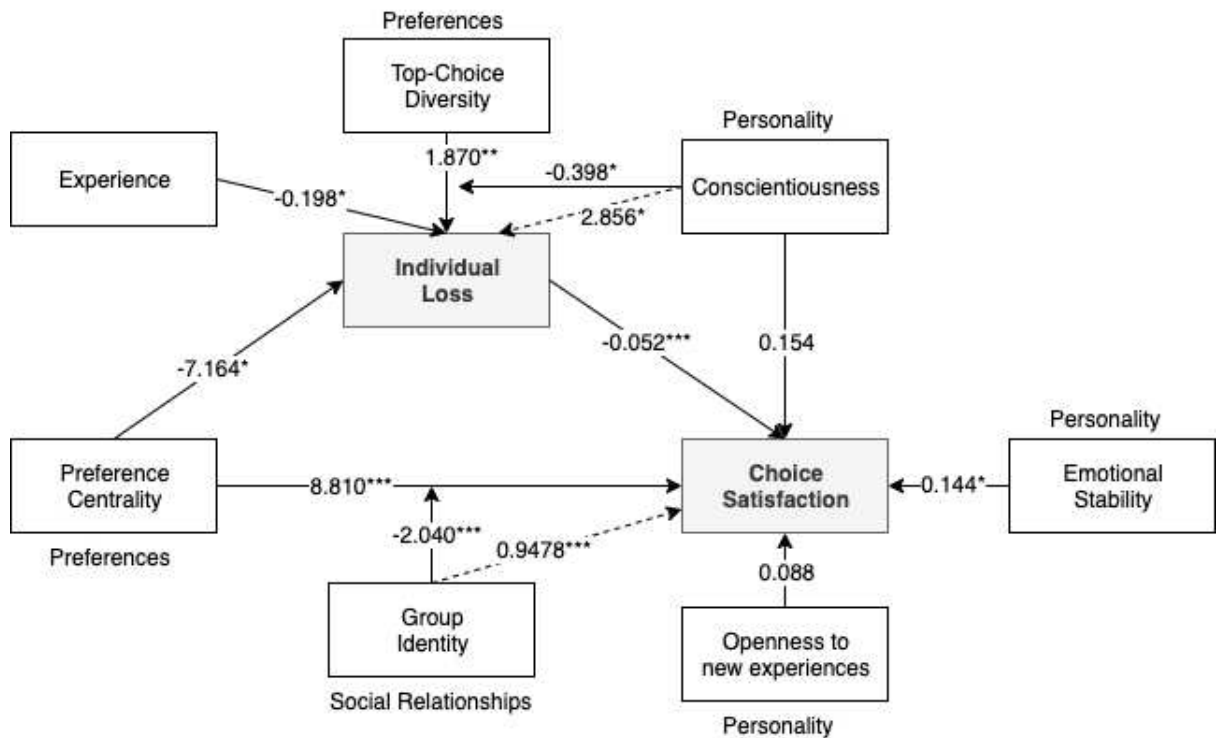 Preferences
Top-Choice
Diversity
Personality
Experience
1.870**
-0.398*
Conscientiousness
-0.198*
2.856*
Individual
Loss
-0.052***
0.154
-7.164*
Personality
Preference
Centrality
8.810***
Choice
Satisfaction
0.144*
Emotional
Stability
Preferences
-2.040***
0.9478***
0.088
Group
Identity
Openness to
new experiences
Social Relationships
Personality